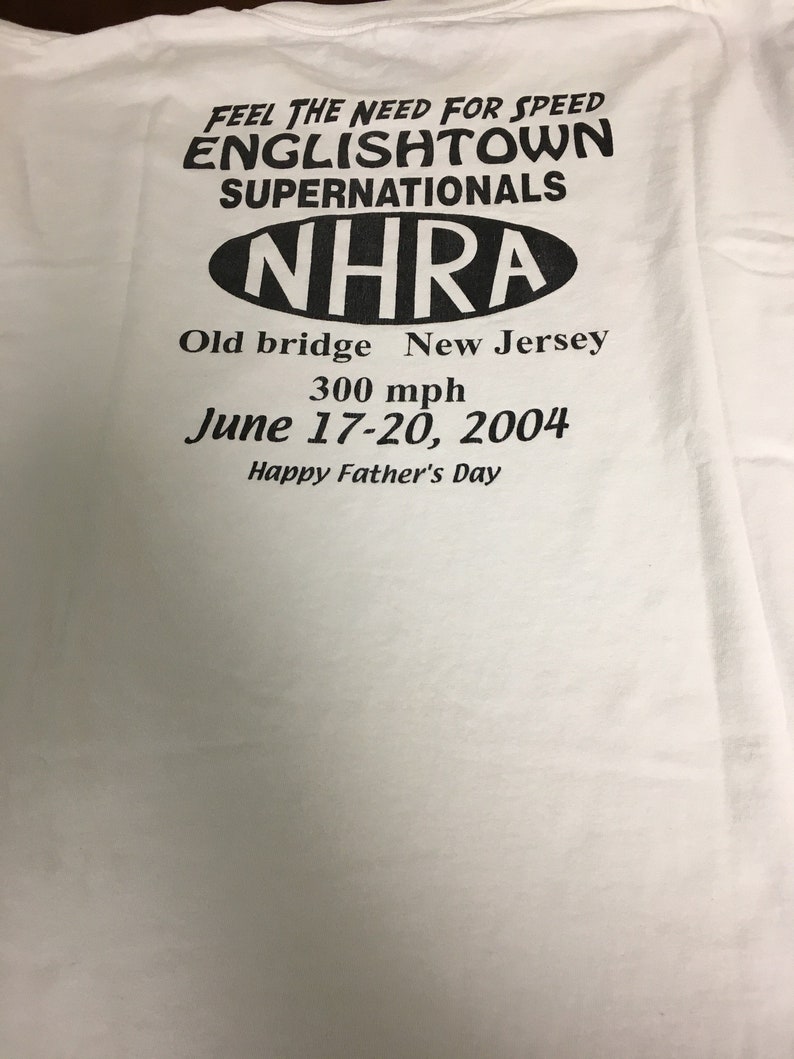 FEEL THE NEED FOR SPEED
ENGLISHTOWN
SUPERNATIONALS
NHRA
Old bridge New Jersey
300 mph
June 17-20, 2004
Happy Father's Day